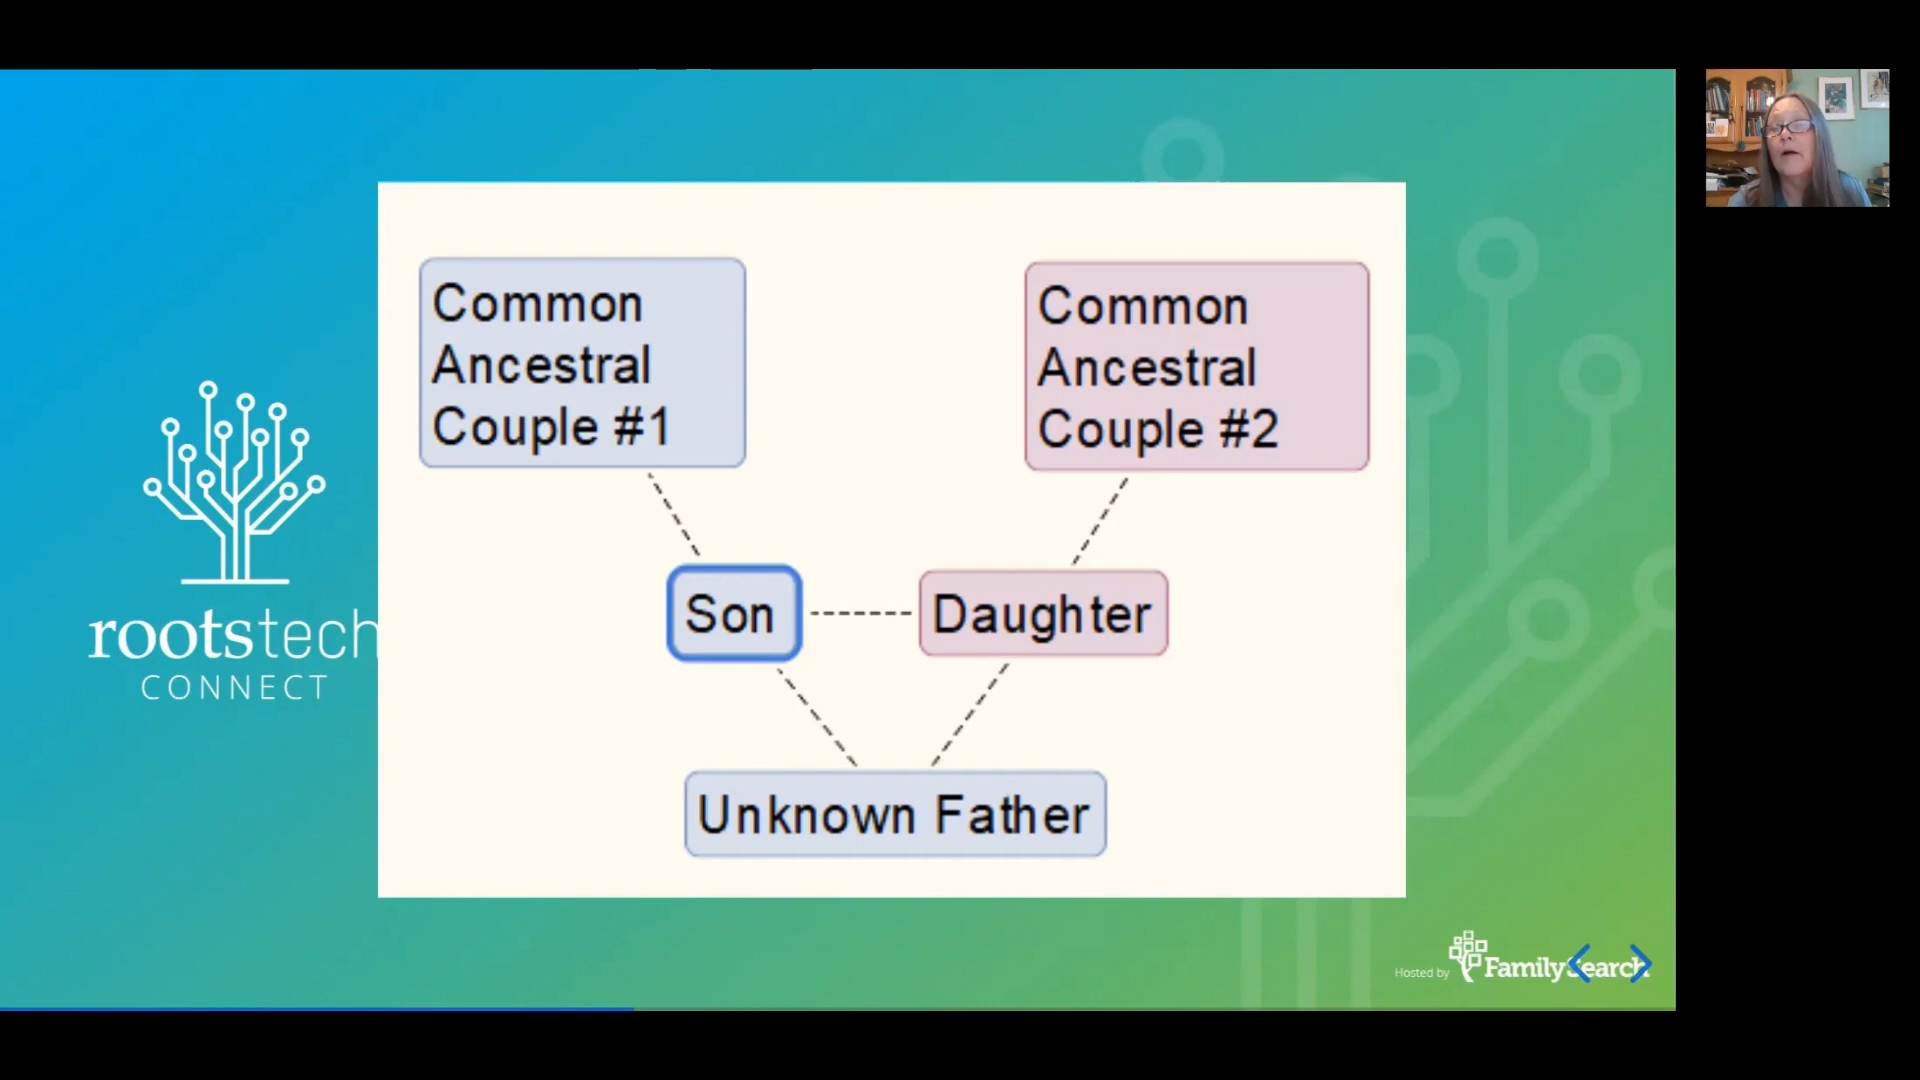 Common
Ancestral
Couple #1
Common
Ancestral
Couple #2
Son
Daughter
Unknown Father
rootstech
CONNECT
Hosted by FamilySearch